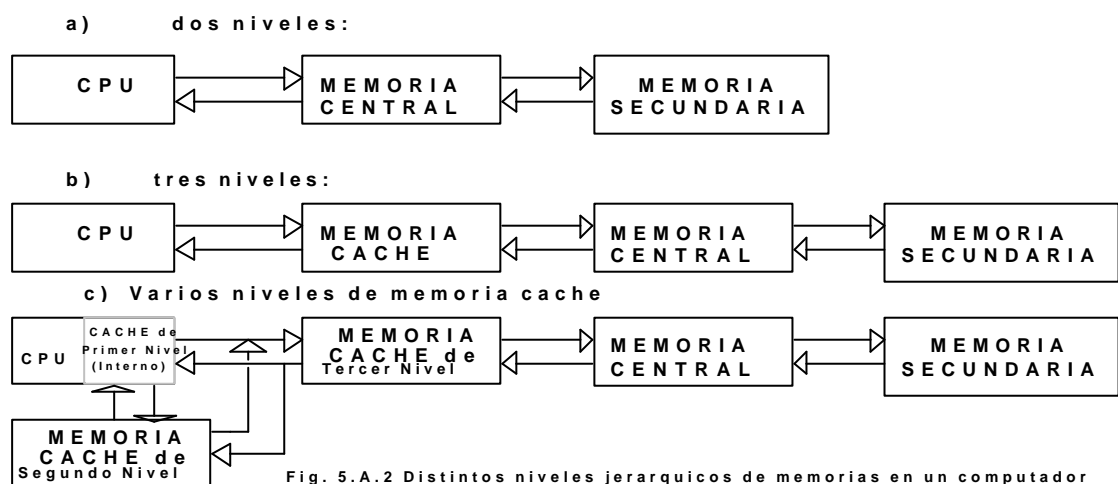 a) dos niveles:
CPU
MEMORIA
CENTRAL
MEMORIA
SECUNDARIA
b) tres niveles:
CPU
MEMORIA
CACHE
MEMORIA
CENTRAL
MEMORIA
SECUNDARIA
c) Varios niveles de memoria cache
CPU
CACHE de
Primer Nivel
(Interno)
MEMORIA
CACHE de
Tercer Nivel
MEMORIA
CENTRAL
MEMORIA
SECUNDARIA
MEMORIA
CACHE de
Segundo Nivel
Fig. 5.A.2 Distintos niveles jerarquicos de memorias en un computador